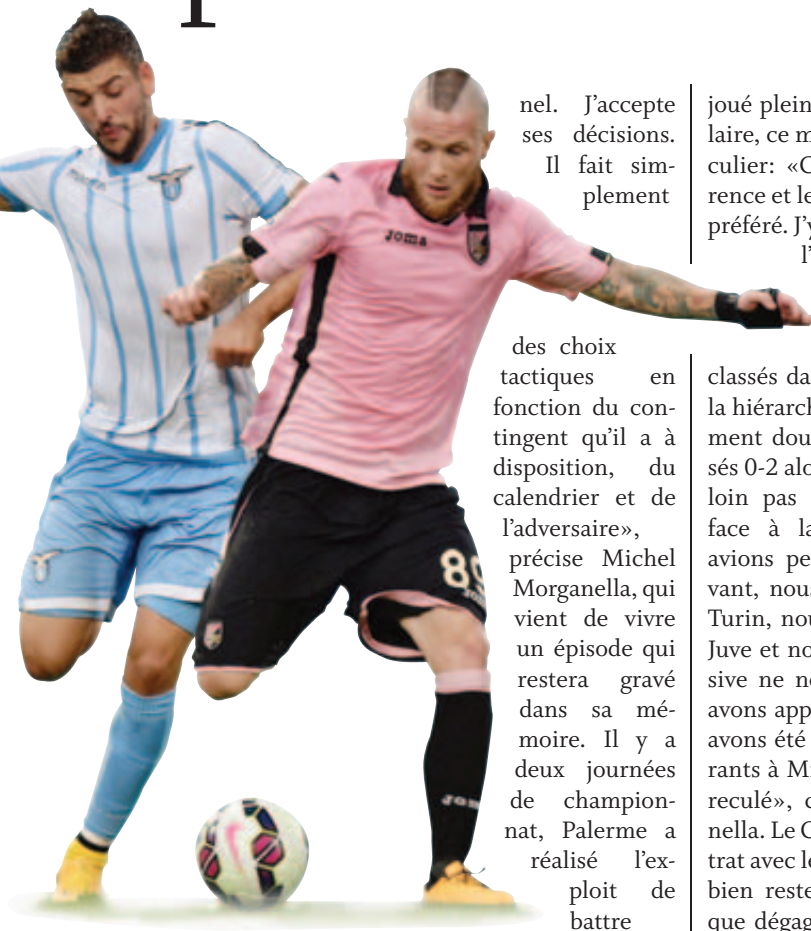 nel. J'accepte
ses décisions.
Il fait sim-
plement
des choix
tactiques en
fonction du con-
tingent qu'il a à
disposition, du
calendrier et de
l'adversaire»,
précise Michel
Morganella, qui
vient de vivre
un épisode qui
restera gravé
dans sa mé-
moire. Il y a
deux journées
de champion-
nat, Palerme a
réalisé l'ex-
ploit de
battre
joué plein
laire, ce m
culier: «C
rence et le
préféré. J'y
l'
classés da
la hiérarch
ment dou
sés 0-2 alo
loin pas
face à la
avions pe
vant, nous
Turin, nou
Juve et no
sive ne no
avons app
avons été
rants à M
reculé», c
nella. Le C
trat avec le
bien reste
que dégag
Joma
89